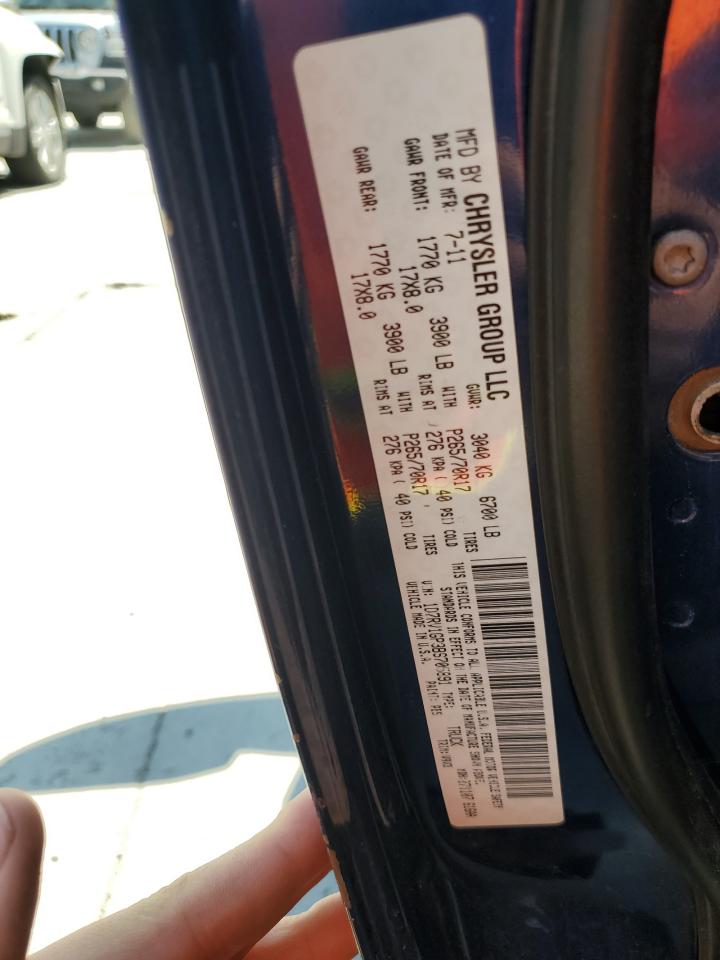 MFD BY CHRYSLER GROUP LLC
DATE OF MFR: 7-11 GVWR: 3040 KG 6700 LB
GAWR FRONT: 1770 KG 3900 LB WITH P265/70R17 TIRES
17X8.0 RIMS AT 276 KPA ( 40 PSI) COLD
GAWR REAR: 1770 KG 3900 LB WITH P265/70R17 , TIRES
17X8.0 RIMS AT 276 KPA ( 40 PSI) COLD
THIS VEHICLE CONFORMS TO ALL APPLICABLE U.S.A. FEDERAL MOTOR VEHICLE SAFETY
STANDARDS IN EFFECT ON THE DATE OF MANUFACTURE SHOWN ABOVE.
VIN: TYPE: TRUCK
VEHICLE MADE IN U.S.A. PAINT: